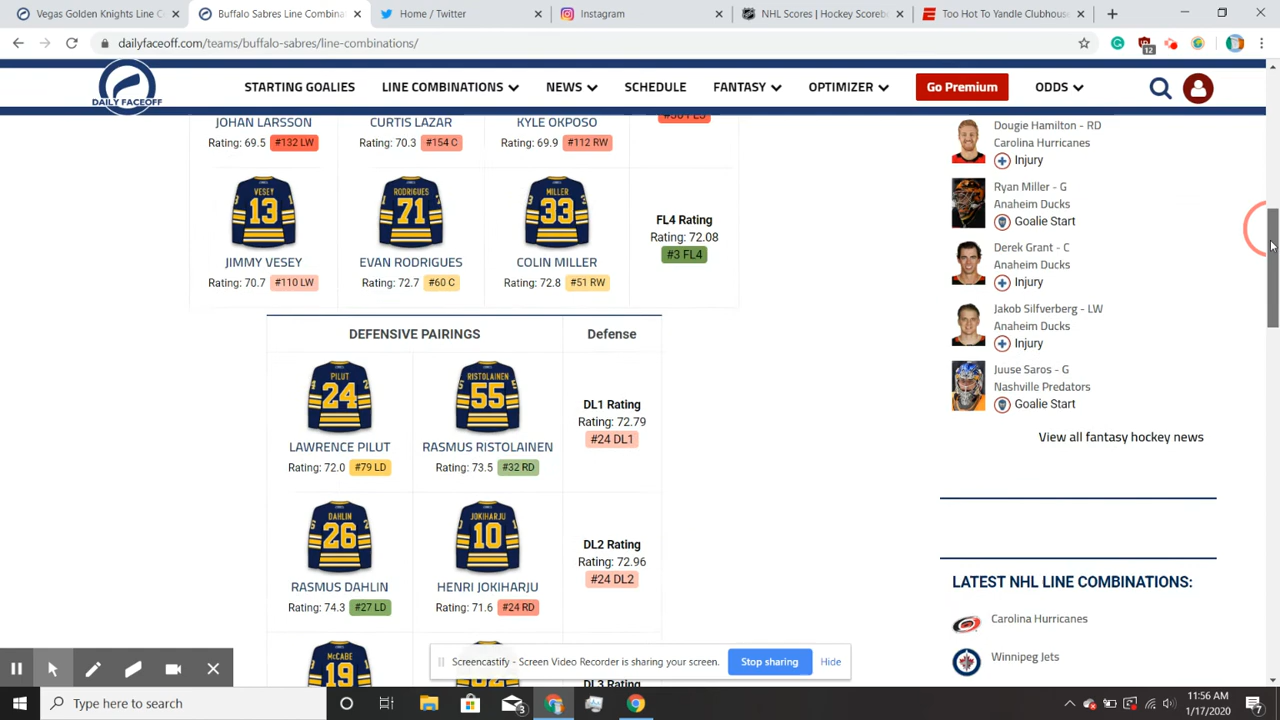 Vegas Golden Knights Line C
Buffalo Sabres Line Combination
Home / Twitter
Instagram
NHL Scores | Hockey Scoreb
Too Hot To Yandle Clubhouse
dailyfaceoff.com/teams/buffalo-sabres/line-combinations/
12
DAILY FACEOFF
STARTING GOALIES
LINE COMBINATIONS
NEWS
SCHEDULE
FANTASY
OPTIMIZER
Go Premium
ODDS
JOHAN LARSSON
Rating: 69.5 #132 LW
CURTIS LAZAR
Rating: 70.3 #154 C
KYLE OKPOSO
Rating: 69.9 #112 RW
VESEY
13
JIMMY VESEY
Rating: 70.7 #110 LW
RODRIGUES
71
EVAN RODRIGUES
Rating: 72.7 #60 C
MILLER
33
COLIN MILLER
Rating: 72.8 #51 RW
FL4 Rating
Rating: 72.08
#3 FL4
DEFENSIVE PAIRINGS
Defense
PILUT
24
LAWRENCE PILUT
Rating: 72.0 #79 LD
RISTOLAINEN
55
RASMUS RISTOLAINEN
Rating: 73.5 #32 RD
DL1 Rating
Rating: 72.79
#24 DL1
DAHLIN
26
RASMUS DAHLIN
Rating: 74.3 #27 LD
JOKIHARJU
10
HENRI JOKIHARJU
Rating: 71.6 #24 RD
DL2 Rating
Rating: 72.96
#24 DL2
McCABE
19
DL3 Rating
Dougie Hamilton - RD
Carolina Hurricanes
Injury
Ryan Miller - G
Anaheim Ducks
Goalie Start
Derek Grant - C
Anaheim Ducks
Injury
Jakob Silfverberg - LW
Anaheim Ducks
Injury
Juuse Saros - G
Nashville Predators
Goalie Start
View all fantasy hockey news
LATEST NHL LINE COMBINATIONS:
Carolina Hurricanes
Winnipeg Jets
Screencastify - Screen Video Recorder is sharing your screen.
Stop sharing
Hide
Type here to search
3
11:56 AM
1/17/2020
7